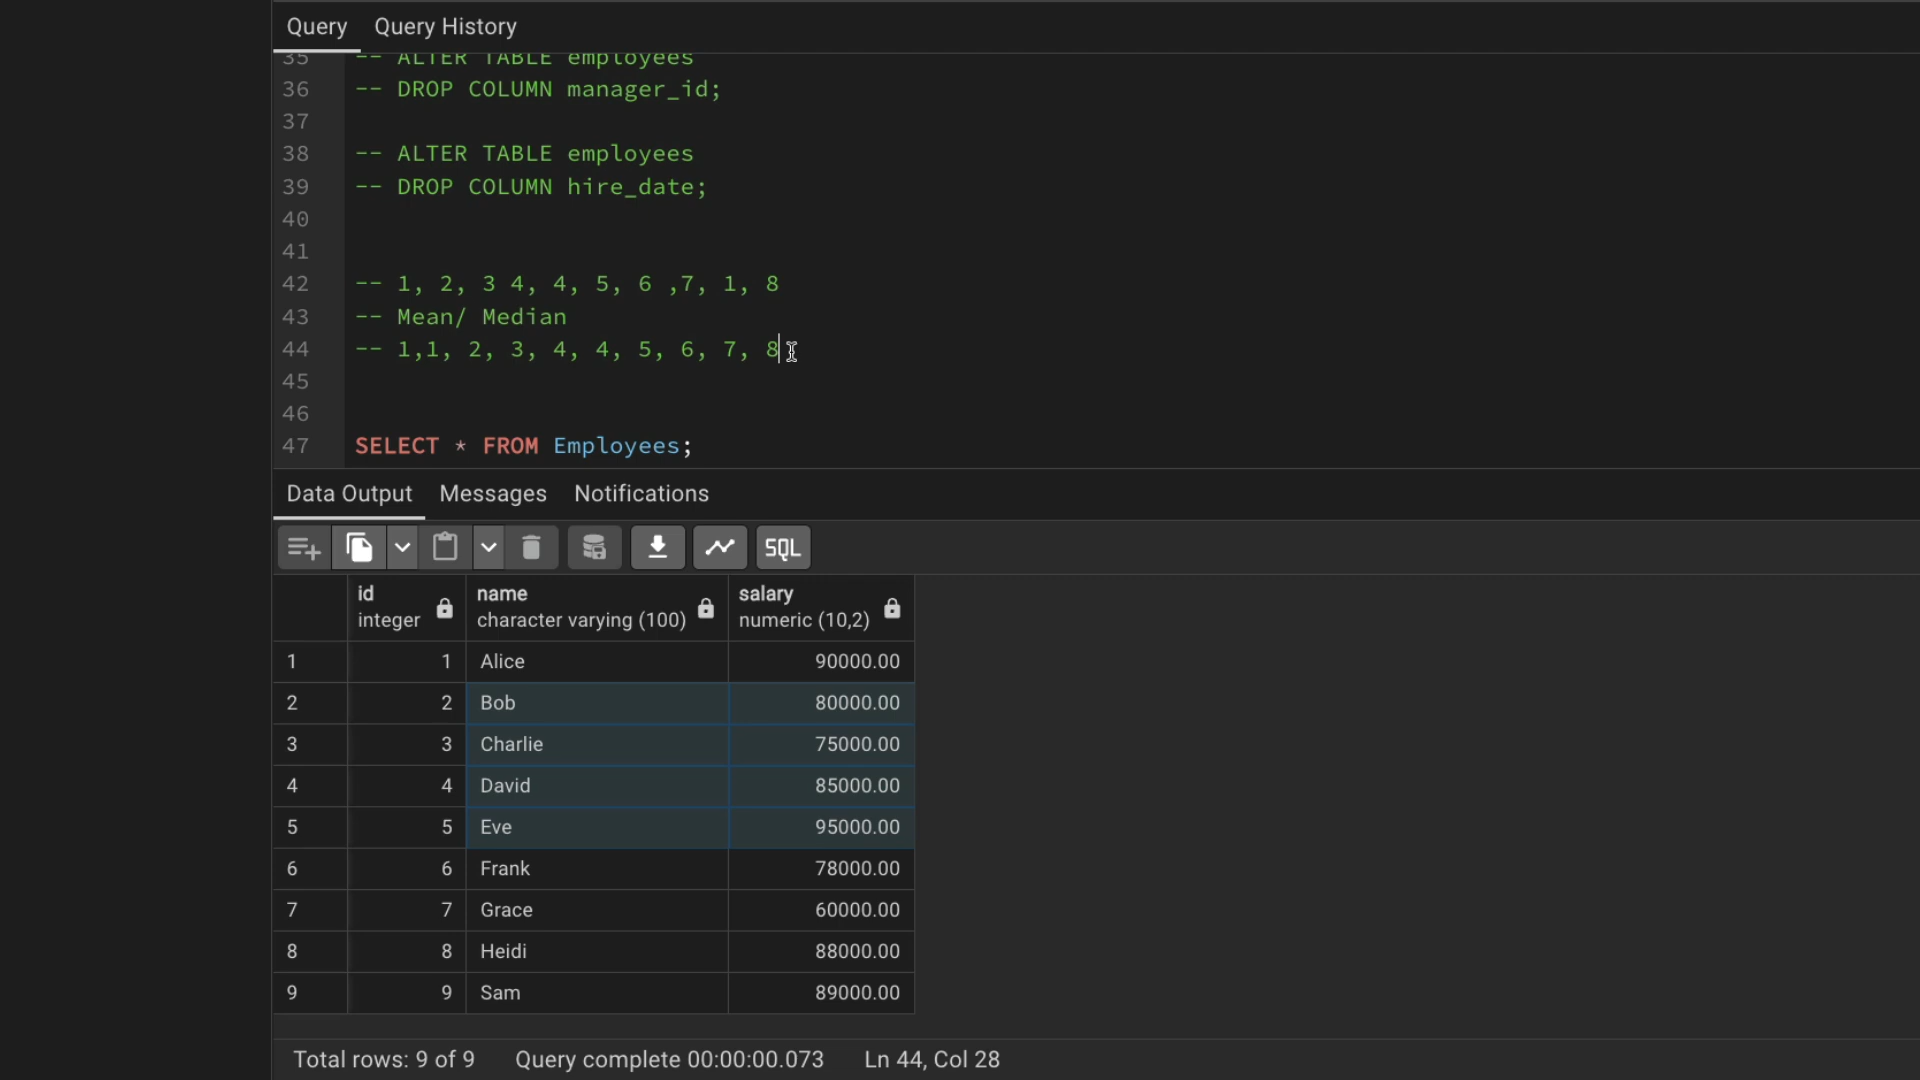 Query Query History
35 -- ALTER TABLE employees
36 -- DROP COLUMN manager_id;
37
38 -- ALTER TABLE employees
39 -- DROP COLUMN hire_date;
40
41
42 -- 1, 2, 3 4, 4, 5, 6 ,7, 1, 8
43 -- Mean/ Median
44 -- 1,1, 2, 3, 4, 4, 5, 6, 7, 8
45
46
47 SELECT * FROM Employees;
Data Output Messages Notifications
SQL
id name salary
integer character varying (100) numeric (10,2)
1 1 Alice 90000.00
2 2 Bob 80000.00
3 3 Charlie 75000.00
4 4 David 85000.00
5 5 Eve 95000.00
6 6 Frank 78000.00
7 7 Grace 60000.00
8 8 Heidi 88000.00
9 9 Sam 89000.00
Total rows: 9 of 9 Query complete 00:00:00.073 Ln 44, Col 28